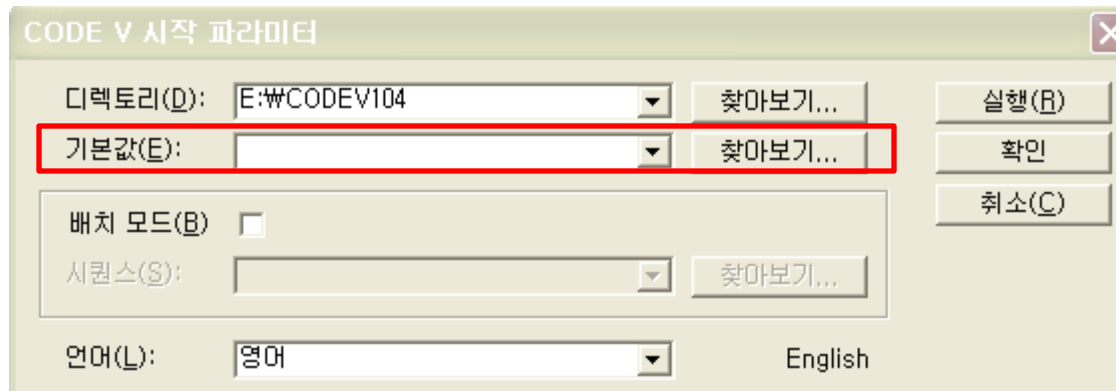 CODE V 시작 파라미터
디렉토리(D): E:₩CODEV104 찾아보기... 실행(R)
기본값(E): 찾아보기... 확인
취소(C)
배치 모드(B)
시퀀스(S): 찾아보기...
언어(L): 영어 English